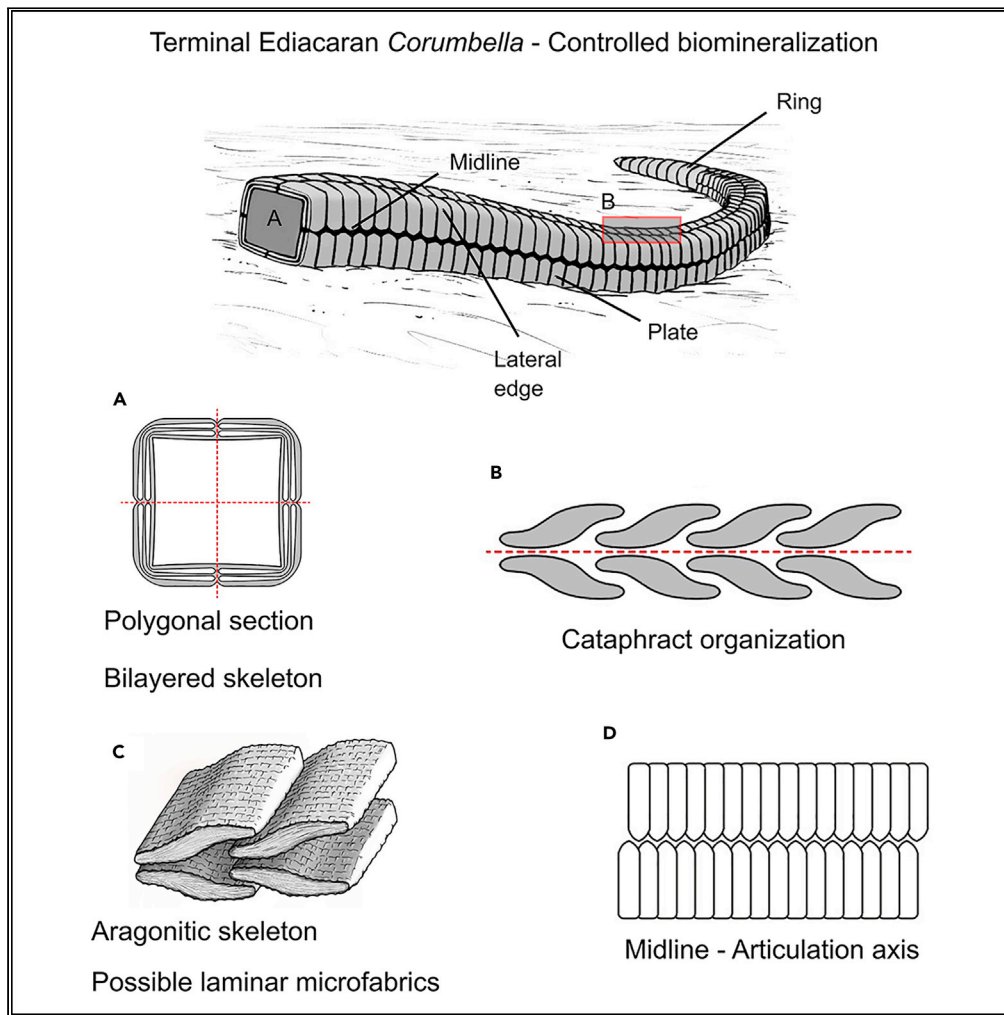 Terminal Ediacaran Corumbella - Controlled biomineralization
Ring
Midline
B
A
Plate
Lateral
edge
A
Polygonal section
Bilayered skeleton
B
Cataphract organization
C
Aragonitic skeleton
Possible laminar microfabrics
D
Midline - Articulation axis